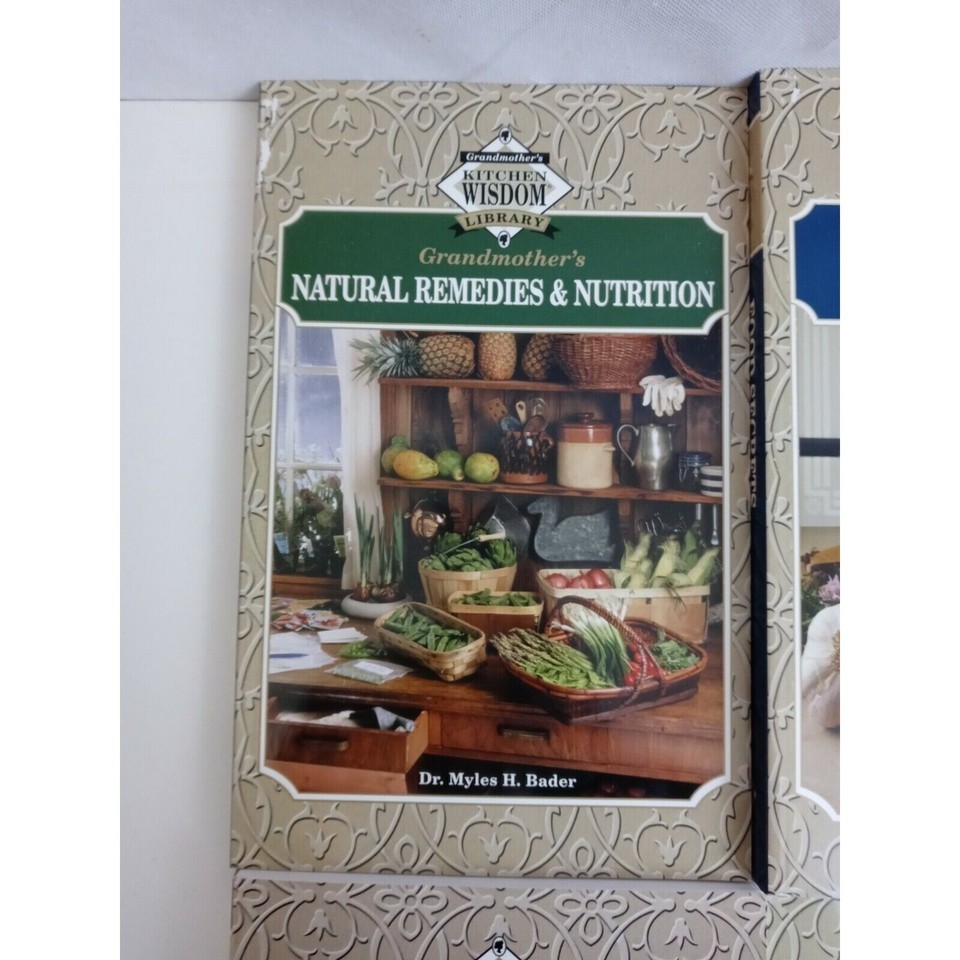 Grandmother's
KITCHEN
WISDOM®
LIBRARY
Grandmother's
NATURAL REMEDIES & NUTRITION
Dr. Myles H. Bader